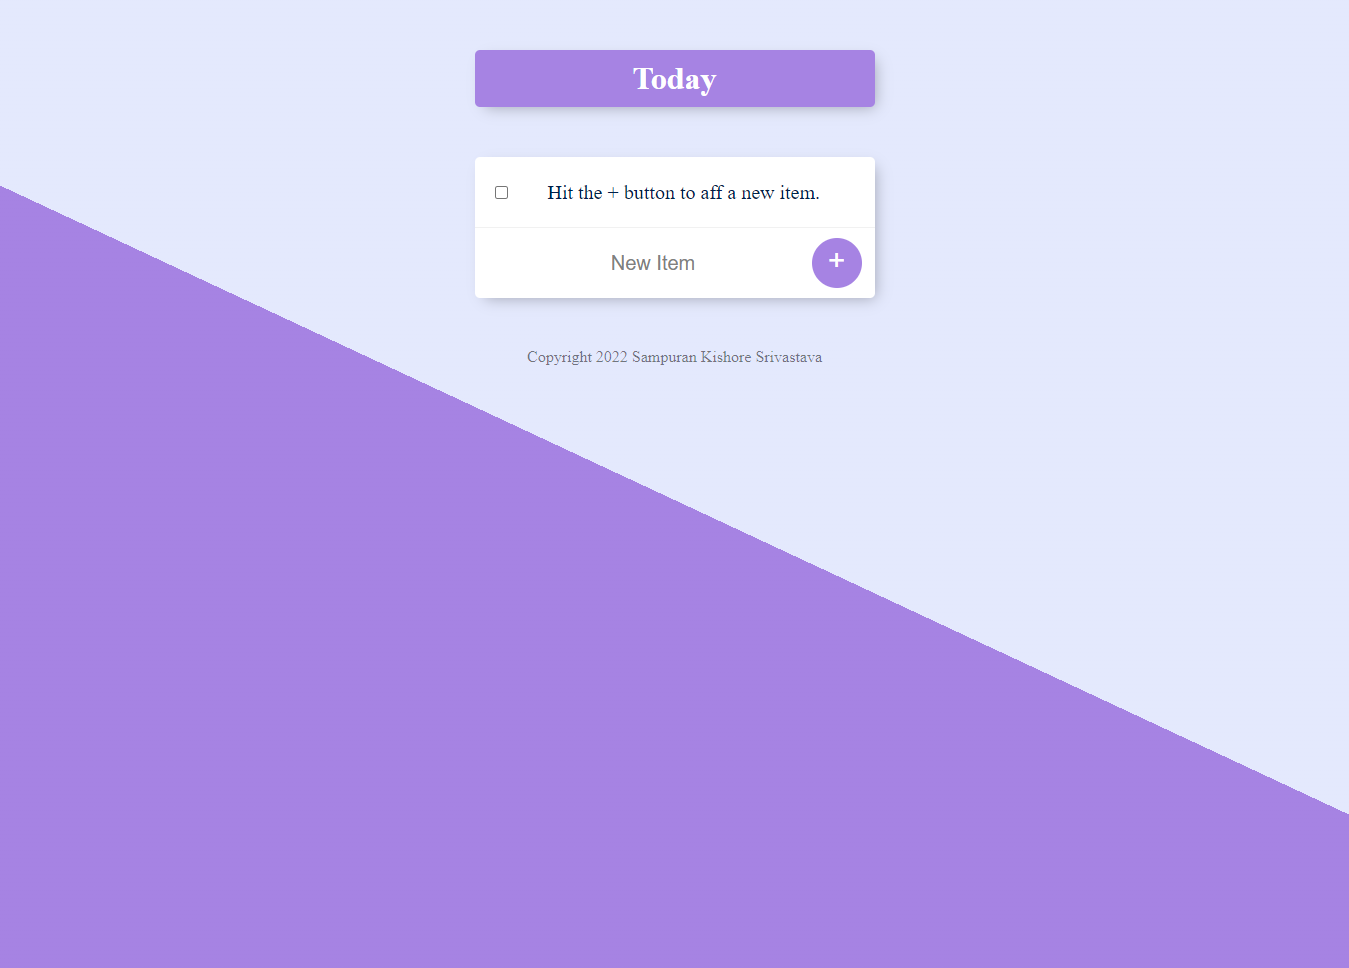 Today
Hit the + button to aff a new item.
New Item
+
Copyright 2022 Sampuran Kishore Srivastava